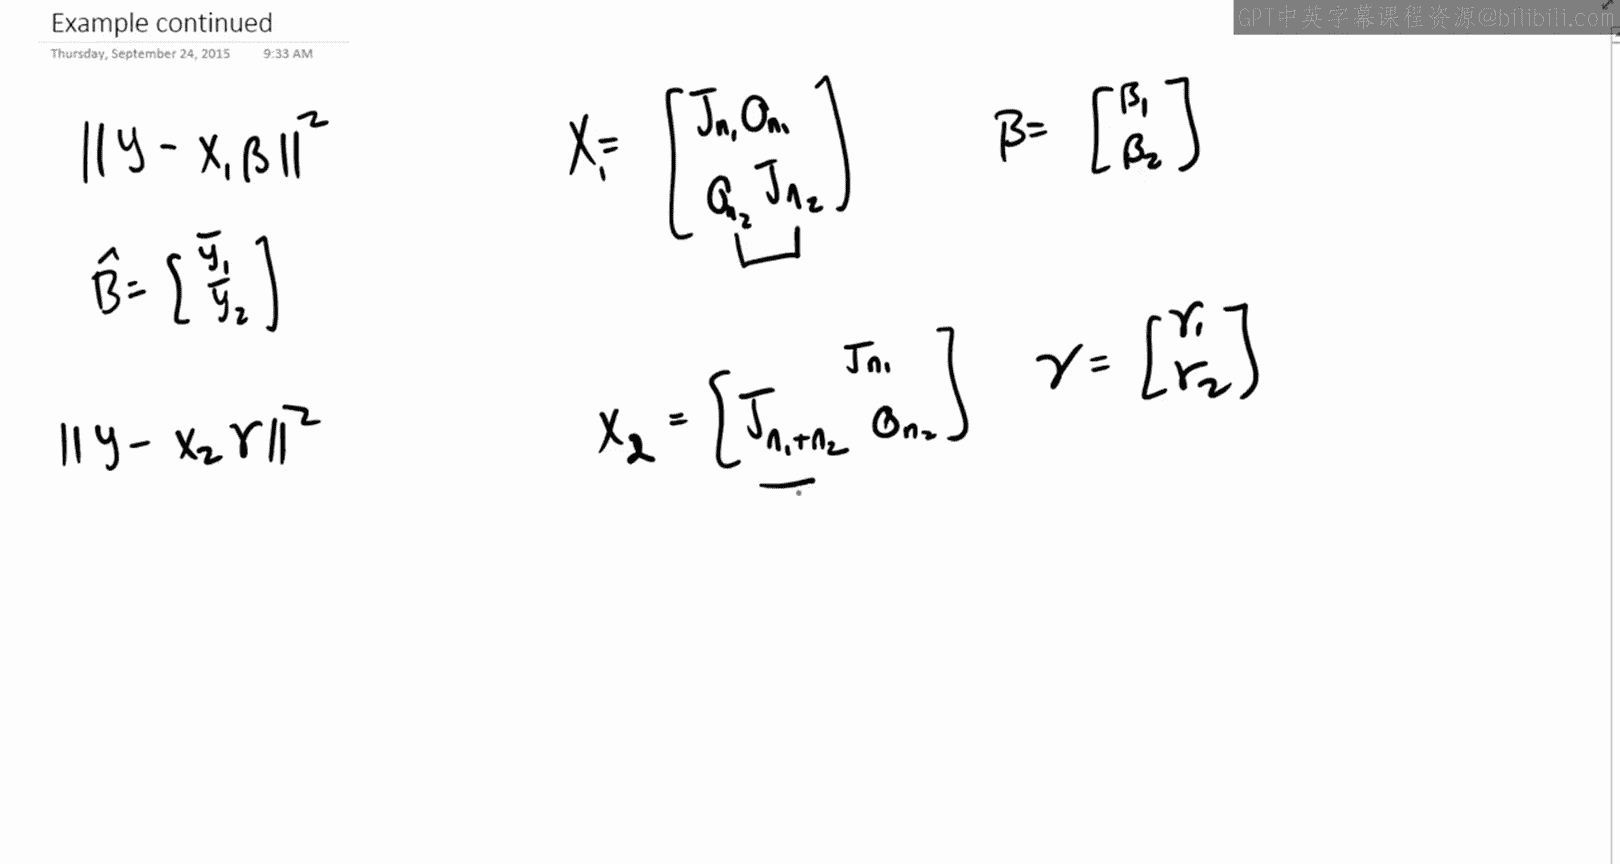 Example continued
Thursday, September 24, 2015 9:33 AM
GPT中英字幕课程资源@bilibili.com
||y - x₁β||²
X₁ = [J_{n₁} 0_{n₁}
0_{n₂} J_{n₂}]
β = [β₁
β₂]
β̂ = [ȳ₁
ȳ₂]
||y - x₂γ||²
x₂ = [J_{n₁+n₂} J_{n₁}
0_{n₂}]
γ = [γ₁
γ₂]